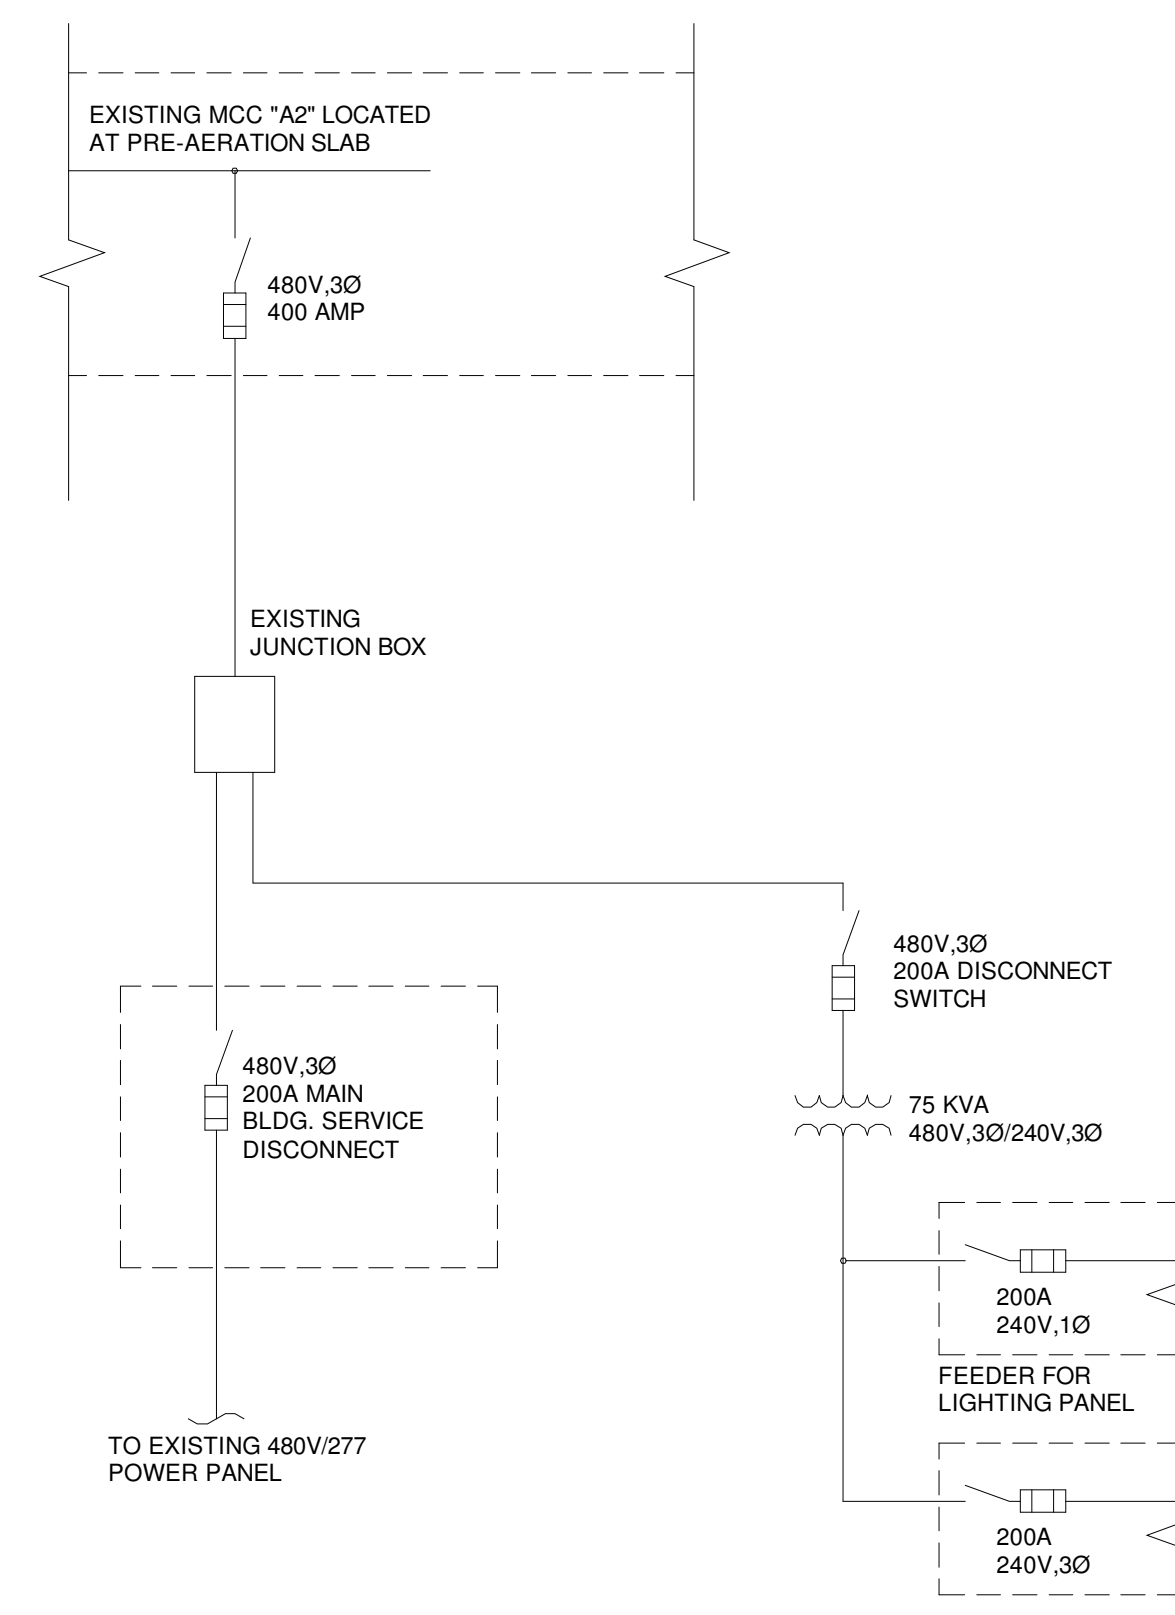 EXISTING MCC "A2" LOCATED
AT PRE-AERATION SLAB
480V,3Ø
400 AMP
EXISTING
JUNCTION BOX
480V,3Ø
200A DISCONNECT
SWITCH
480V,3Ø
200A MAIN
BLDG. SERVICE
DISCONNECT
75 KVA
480V,3Ø/240V,3Ø
200A
240V,1Ø
FEEDER FOR
LIGHTING PANEL
TO EXISTING 480V/277
POWER PANEL
200A
240V,3Ø